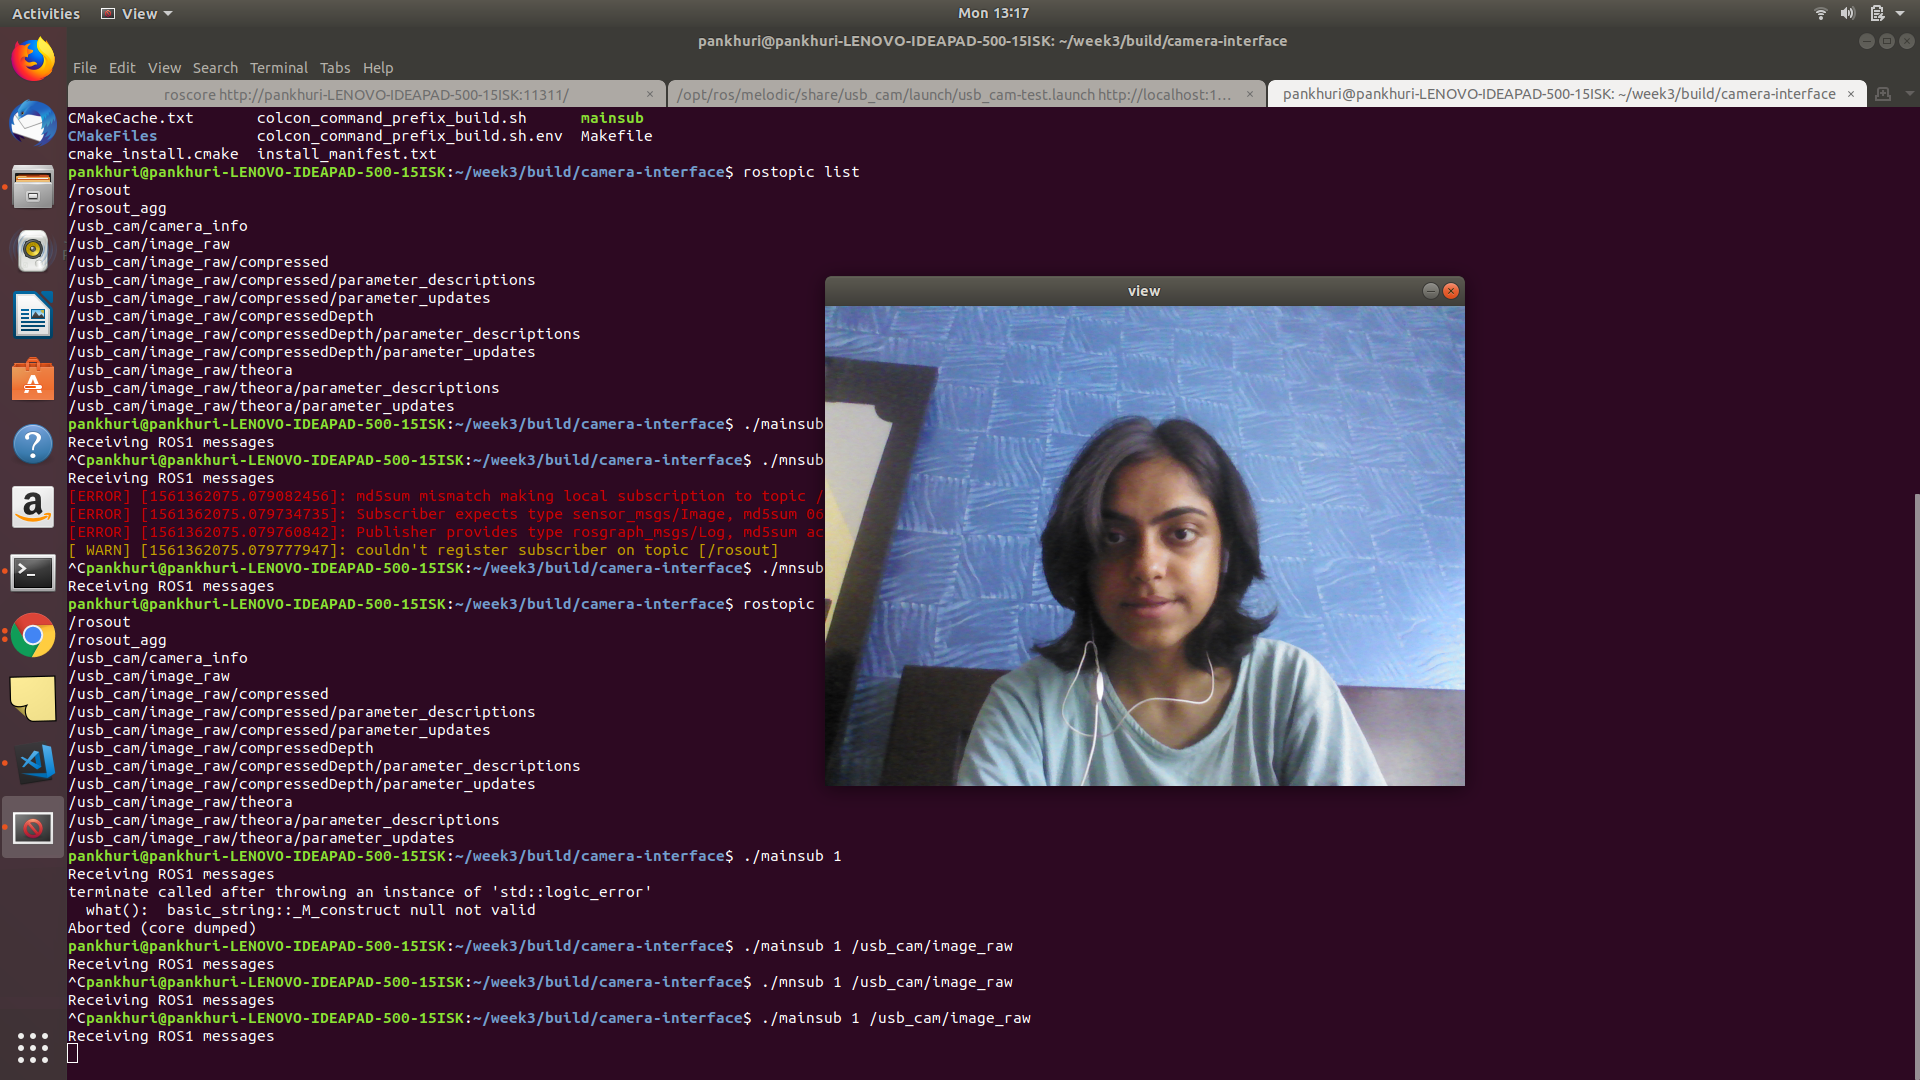 Activities View Mon 13:17
pankhuri@pankhuri-LENOVO-IDEAPAD-500-15ISK: ~/week3/build/camera-interface
File Edit View Search Terminal Tabs Help
roscore http://pankhuri-LENOVO-IDEAPAD-500-15ISK:11311/ × /opt/ros/melodic/share/usb_cam/launch/usb_cam-test.launch http://localhost:1... × pankhuri@pankhuri-LENOVO-IDEAPAD-500-15ISK: ~/week3/build/camera-interface ×
CMakeCache.txt colcon_command_prefix_build.sh mainsub
CMakeFiles colcon_command_prefix_build.sh.env Makefile
cmake_install.cmake install_manifest.txt
pankhuri@pankhuri-LENOVO-IDEAPAD-500-15ISK:~/week3/build/camera-interface$ rostopic list
/rosout
/rosout_agg
/usb_cam/camera_info
/usb_cam/image_raw
/usb_cam/image_raw/compressed
/usb_cam/image_raw/compressed/parameter_descriptions
/usb_cam/image_raw/compressed/parameter_updates
/usb_cam/image_raw/compressedDepth
/usb_cam/image_raw/compressedDepth/parameter_descriptions
/usb_cam/image_raw/compressedDepth/parameter_updates
/usb_cam/image_raw/theora
/usb_cam/image_raw/theora/parameter_descriptions
/usb_cam/image_raw/theora/parameter_updates
pankhuri@pankhuri-LENOVO-IDEAPAD-500-15ISK:~/week3/build/camera-interface$ ./mainsub
Receiving ROS1 messages
^Cpankhuri@pankhuri-LENOVO-IDEAPAD-500-15ISK:~/week3/build/camera-interface$ ./mnsub
Receiving ROS1 messages
[ERROR] [1561362075.079082456]: md5sum mismatch making local subscription to topic /
[ERROR] [1561362075.079734735]: Subscriber expects type sensor_msgs/Image, md5sum 06
[ERROR] [1561362075.079760842]: Publisher provides type rosgraph_msgs/Log, md5sum ac
[ WARN] [1561362075.079777947]: couldn't register subscriber on topic [/rosout]
^Cpankhuri@pankhuri-LENOVO-IDEAPAD-500-15ISK:~/week3/build/camera-interface$ ./mnsub
Receiving ROS1 messages
pankhuri@pankhuri-LENOVO-IDEAPAD-500-15ISK:~/week3/build/camera-interface$ rostopic
/rosout
/rosout_agg
/usb_cam/camera_info
/usb_cam/image_raw
/usb_cam/image_raw/compressed
/usb_cam/image_raw/compressed/parameter_descriptions
/usb_cam/image_raw/compressed/parameter_updates
/usb_cam/image_raw/compressedDepth
/usb_cam/image_raw/compressedDepth/parameter_descriptions
/usb_cam/image_raw/compressedDepth/parameter_updates
/usb_cam/image_raw/theora
/usb_cam/image_raw/theora/parameter_descriptions
/usb_cam/image_raw/theora/parameter_updates
pankhuri@pankhuri-LENOVO-IDEAPAD-500-15ISK:~/week3/build/camera-interface$ ./mainsub 1
Receiving ROS1 messages
terminate called after throwing an instance of 'std::logic_error'
what(): basic_string::_M_construct null not valid
Aborted (core dumped)
pankhuri@pankhuri-LENOVO-IDEAPAD-500-15ISK:~/week3/build/camera-interface$ ./mainsub 1 /usb_cam/image_raw
Receiving ROS1 messages
^Cpankhuri@pankhuri-LENOVO-IDEAPAD-500-15ISK:~/week3/build/camera-interface$ ./mnsub 1 /usb_cam/image_raw
Receiving ROS1 messages
^Cpankhuri@pankhuri-LENOVO-IDEAPAD-500-15ISK:~/week3/build/camera-interface$ ./mainsub 1 /usb_cam/image_raw
Receiving ROS1 messages
view